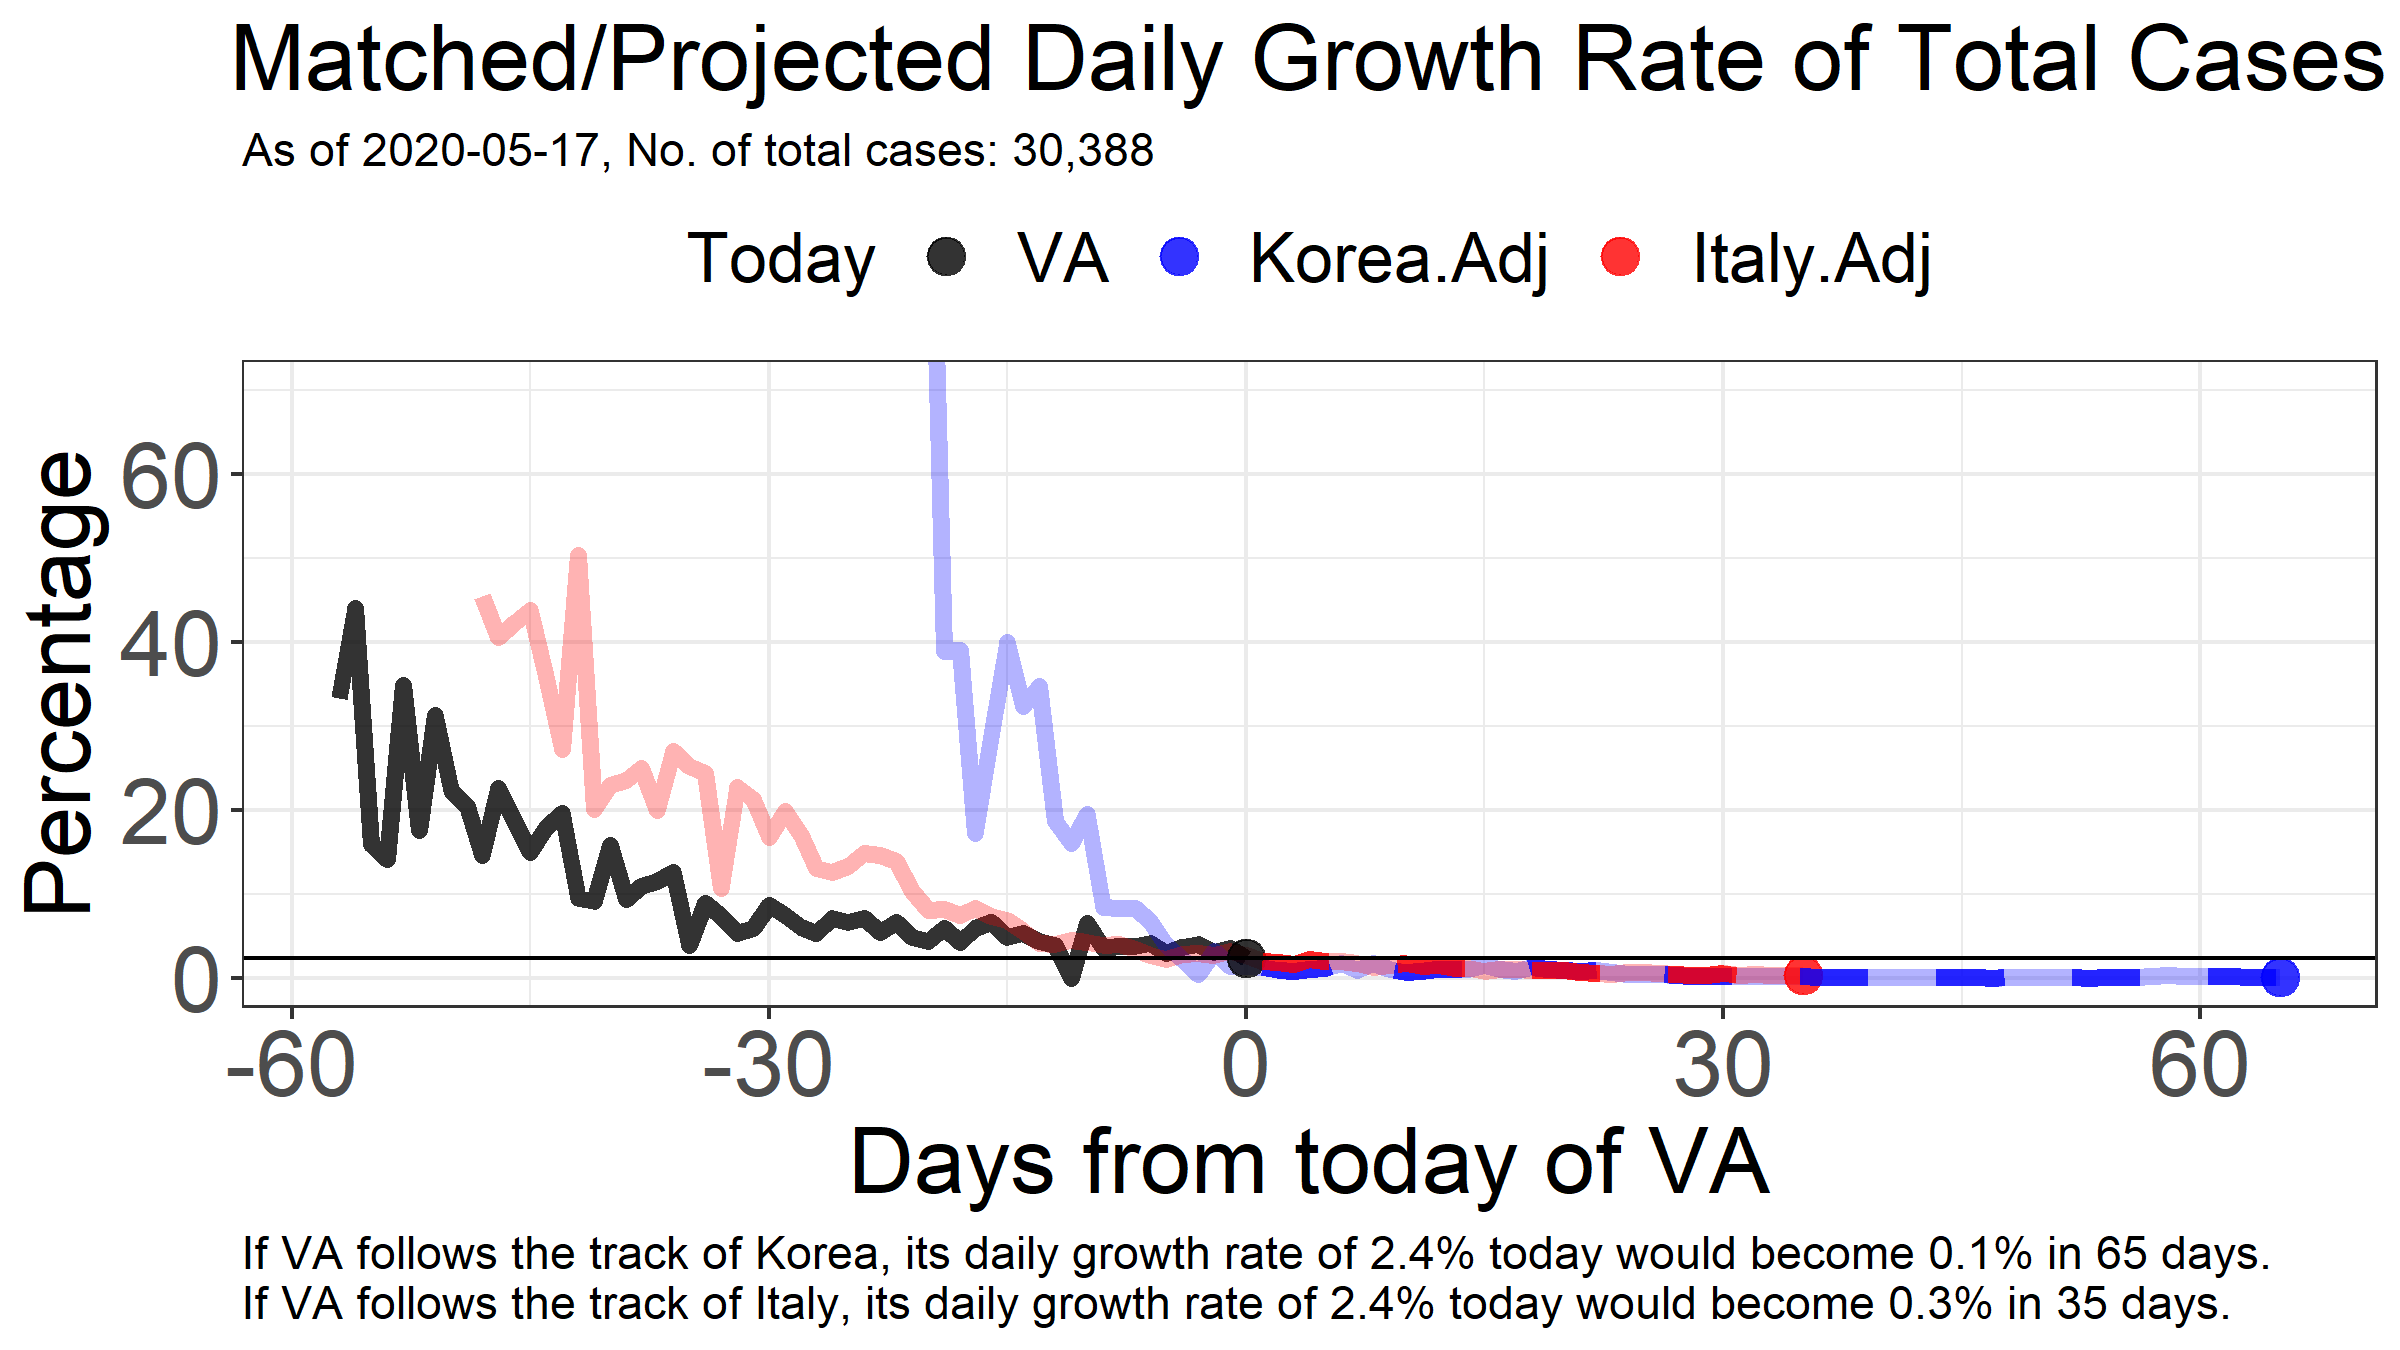 Matched/Projected Daily Growth Rate of Total Cases
As of 2020-05-17, No. of total cases: 30,388
Today VA Korea.Adj Italy.Adj
Percentage
60
40
20
0
-60 -30 0 30 60
Days from today of VA
If VA follows the track of Korea, its daily growth rate of 2.4% today would become 0.1% in 65 days.
If VA follows the track of Italy, its daily growth rate of 2.4% today would become 0.3% in 35 days.